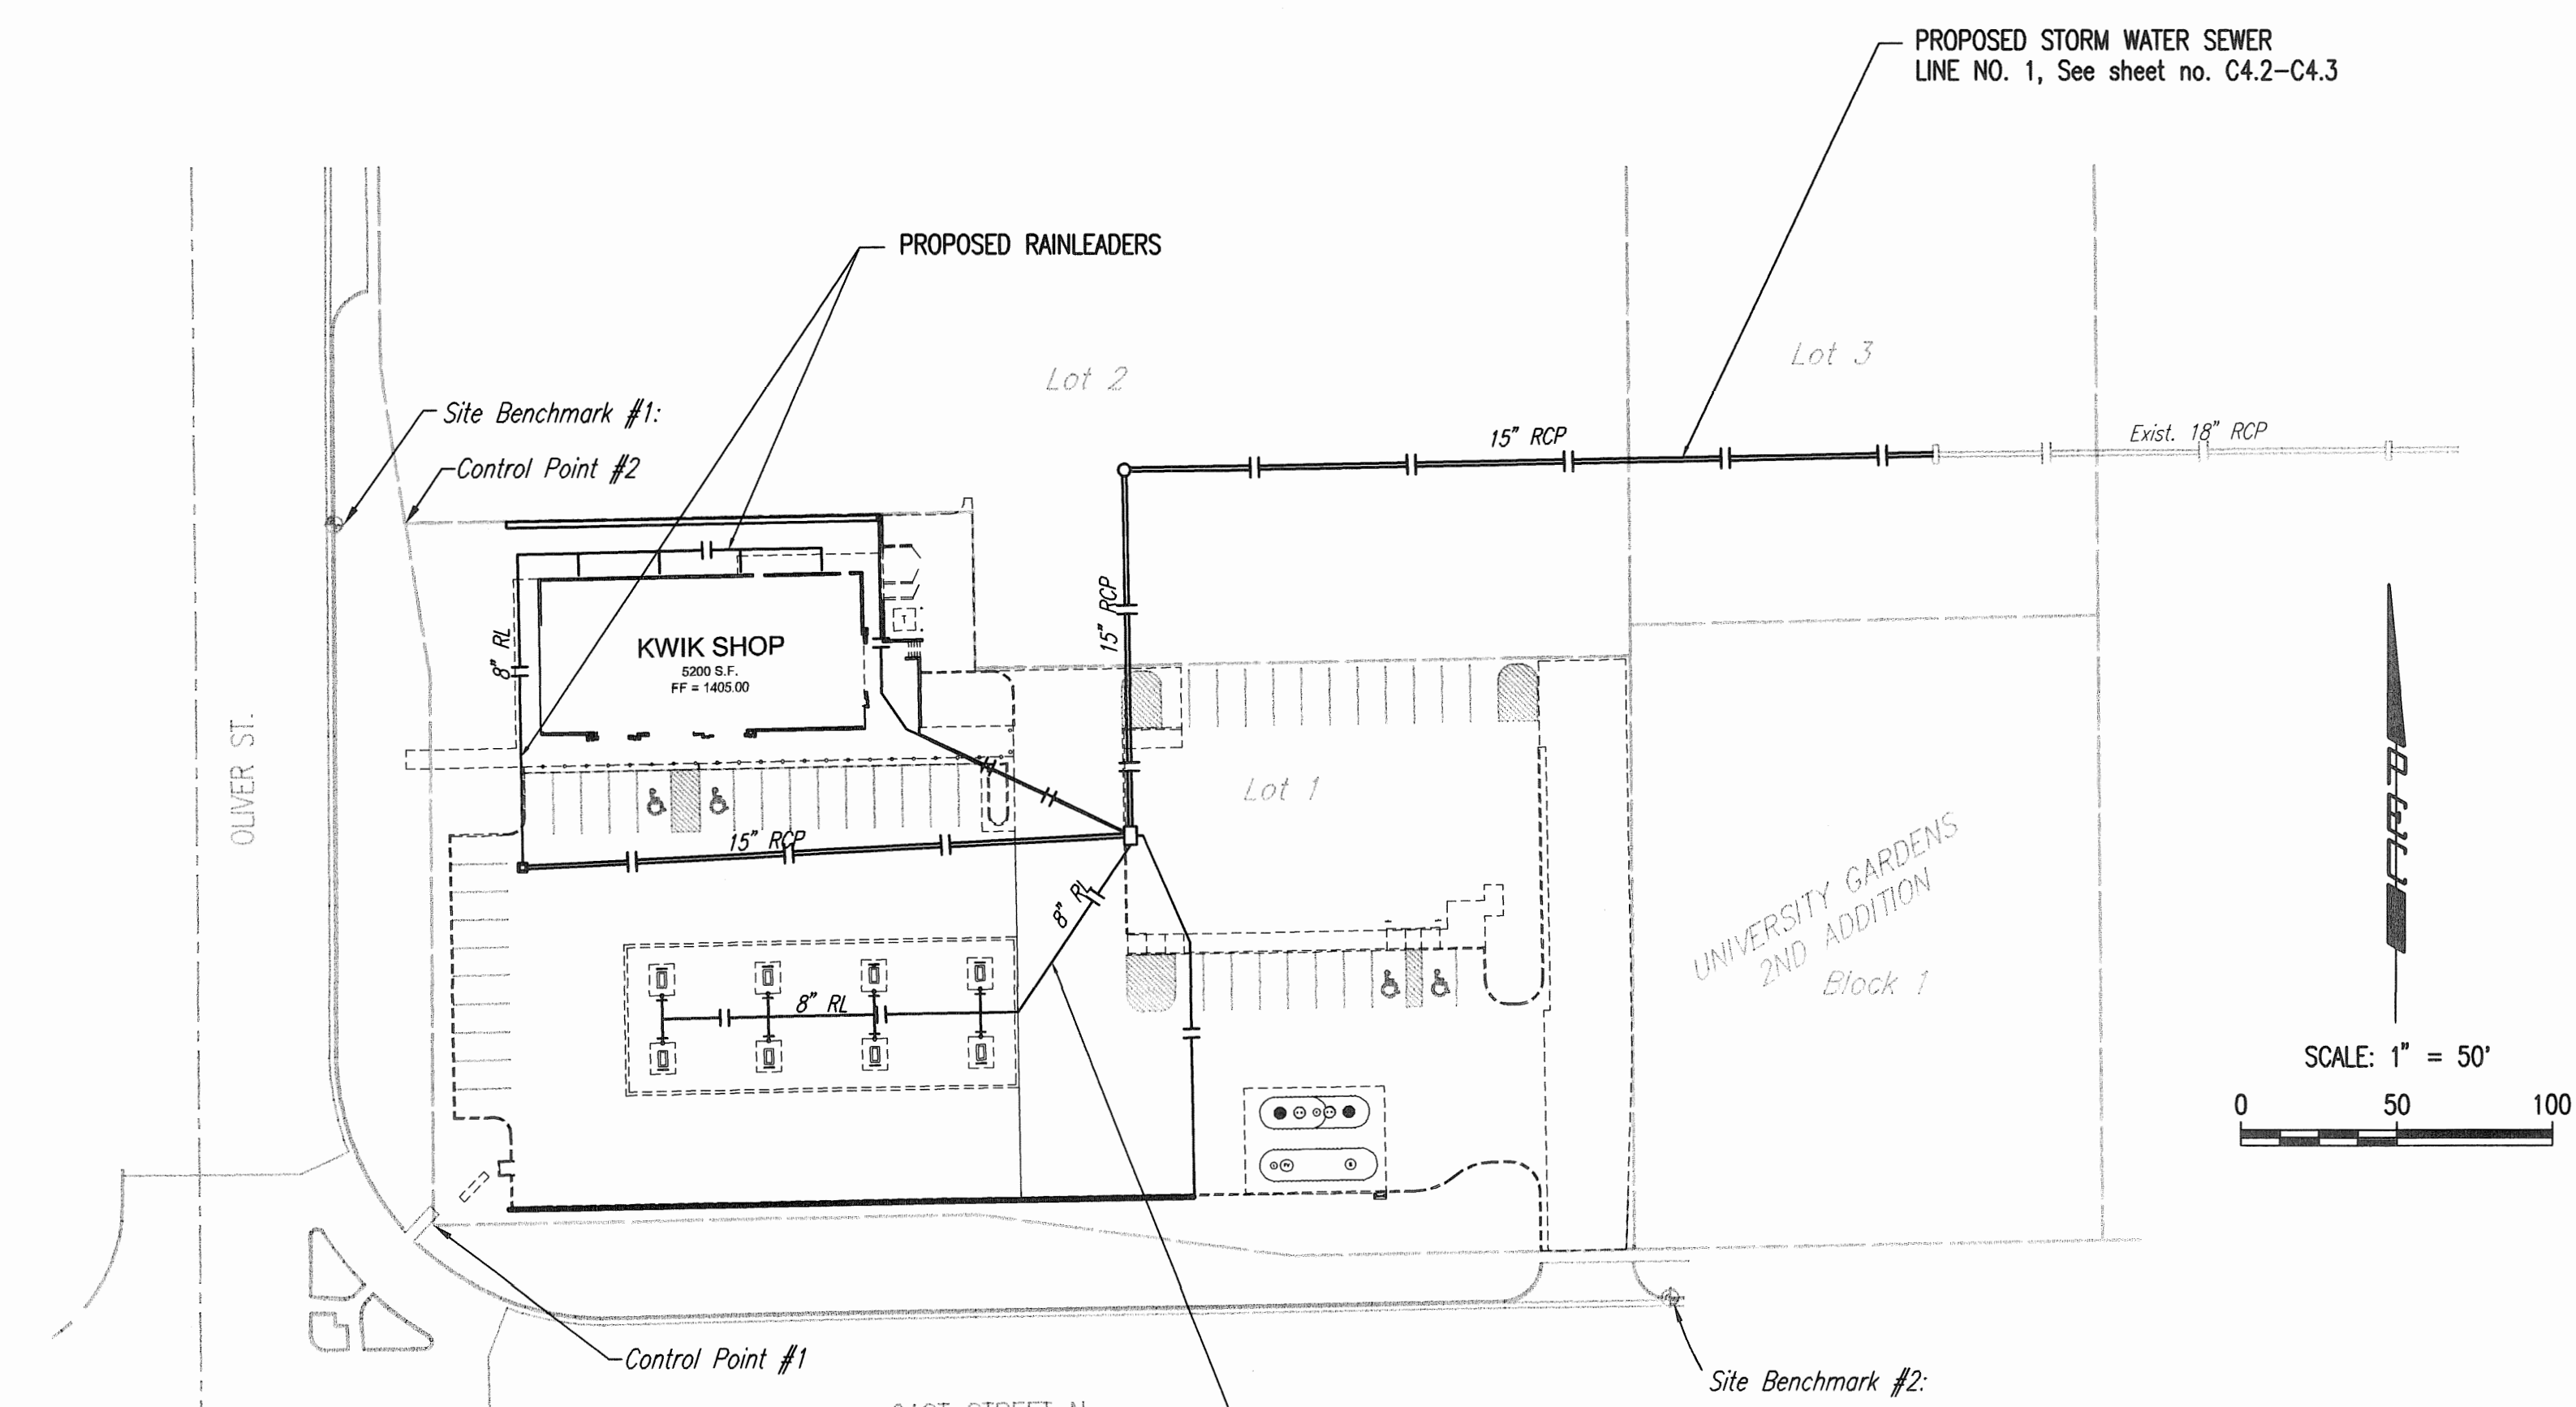 PROPOSED STORM WATER SEWER
LINE NO. 1, See sheet no. C4.2-C4.3
PROPOSED RAINLEADERS
Lot 3
Lot 2
Site Benchmark #1:
Control Point #2
15" RCP
Exist. 18" RCP
15" RCP
8" RL
KWIK SHOP
5200 S.F.
FF = 1405.00
T
OLIVER ST.
Lot 1
15" RCP
8" RL
UNIVERSITY GARDENS
2ND ADDITION
Block 1
8" RL
SCALE: 1" = 50'
0 50 100
Control Point #1
Site Benchmark #2: